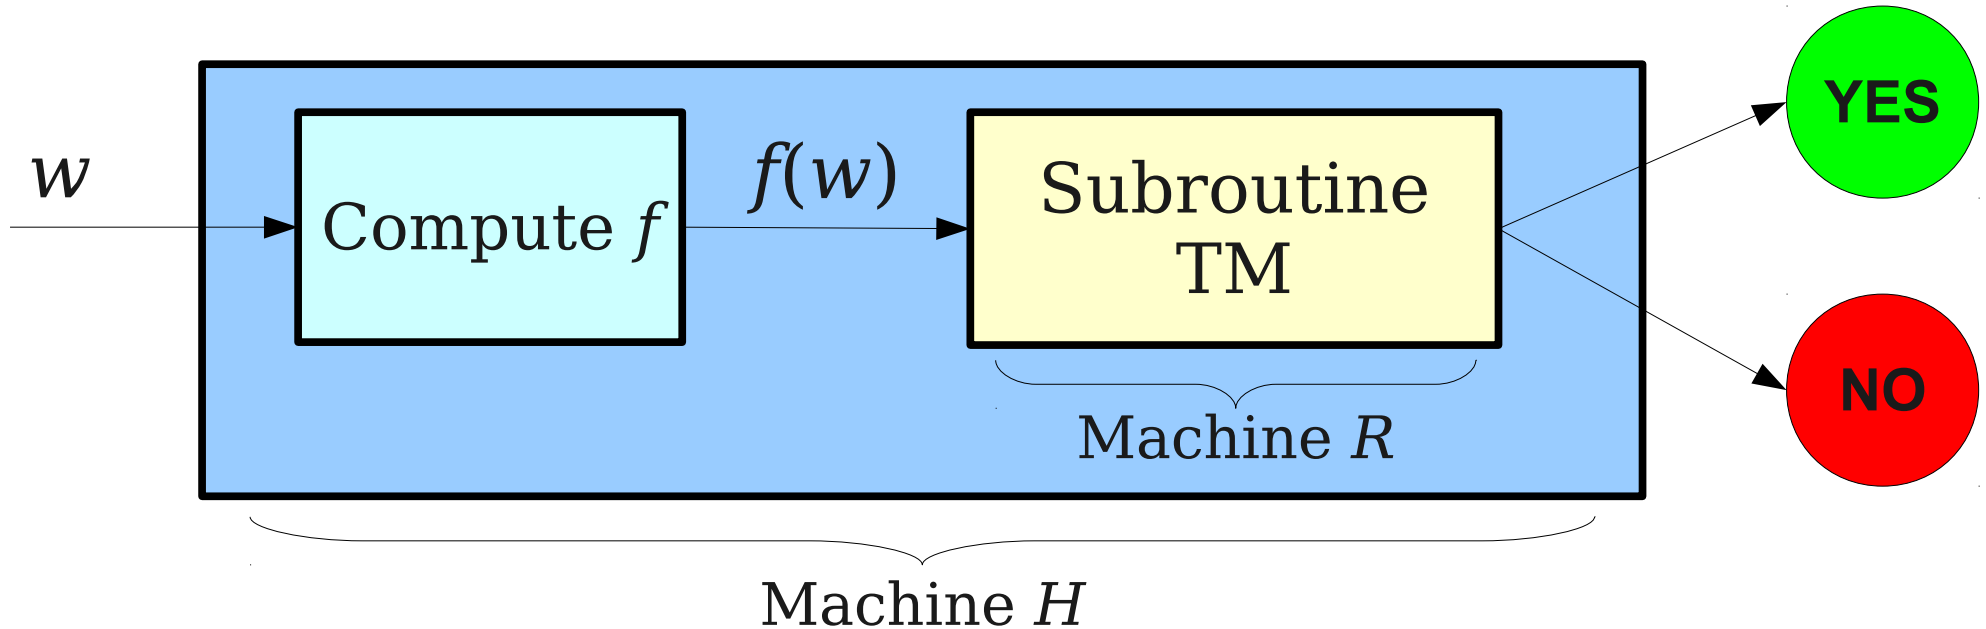 w
Compute f
f(w)
Subroutine
TM
YES
NO
Machine R
Machine H